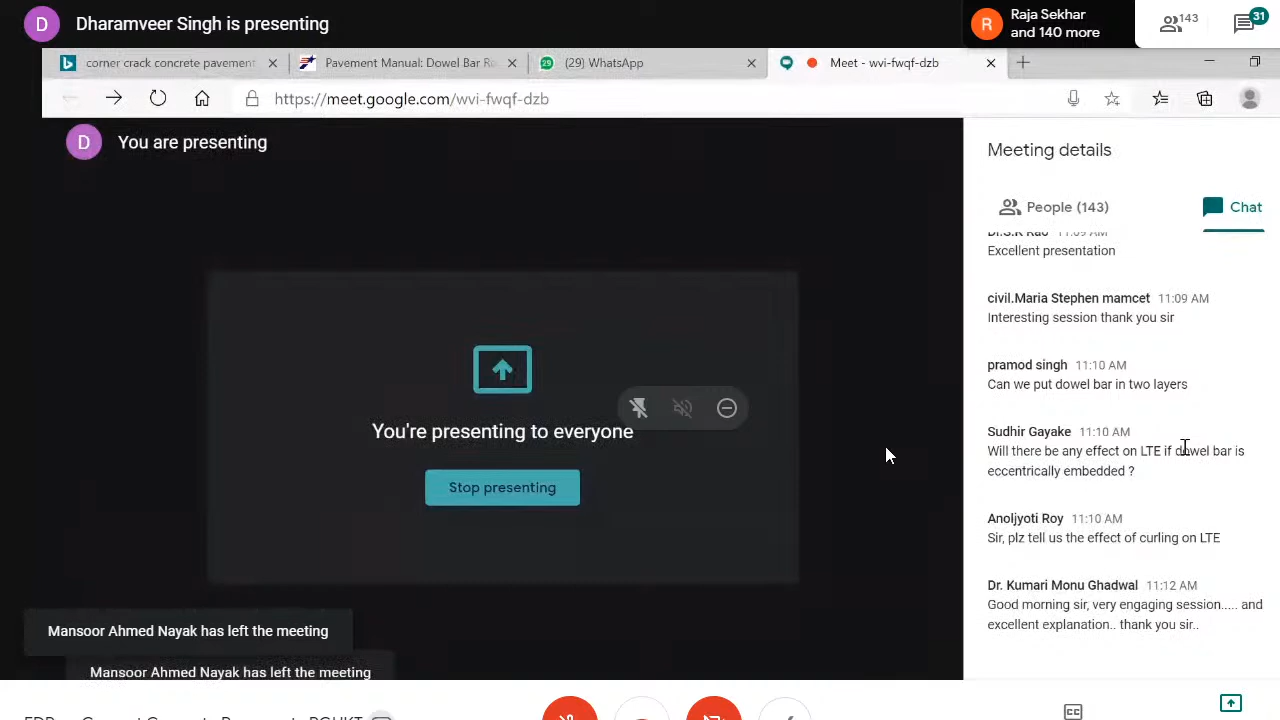 D Dharamveer Singh is presenting
R Raja Sekhar
and 140 more
143
31
corner crack concrete pavement
Pavement Manual: Dowel Bar R
29 (29) WhatsApp
Meet - wvi-fwqf-dzb
https://meet.google.com/wvi-fwqf-dzb
D You are presenting
Meeting details
People (143)
Chat
Dr.S.R Rao 11:09 AM
Excellent presentation
civil.Maria Stephen mamcet 11:09 AM
Interesting session thank you sir
pramod singh 11:10 AM
Can we put dowel bar in two layers
Sudhir Gayake 11:10 AM
Will there be any effect on LTE if dowel bar is
eccentrically embedded ?
Anoljyoti Roy 11:10 AM
Sir, plz tell us the effect of curling on LTE
Dr. Kumari Monu Ghadwal 11:12 AM
Good morning sir, very engaging session..... and
excellent explanation.. thank you sir..
You're presenting to everyone
Stop presenting
Mansoor Ahmed Nayak has left the meeting
Mansoor Ahmed Nayak has left the meeting
CC